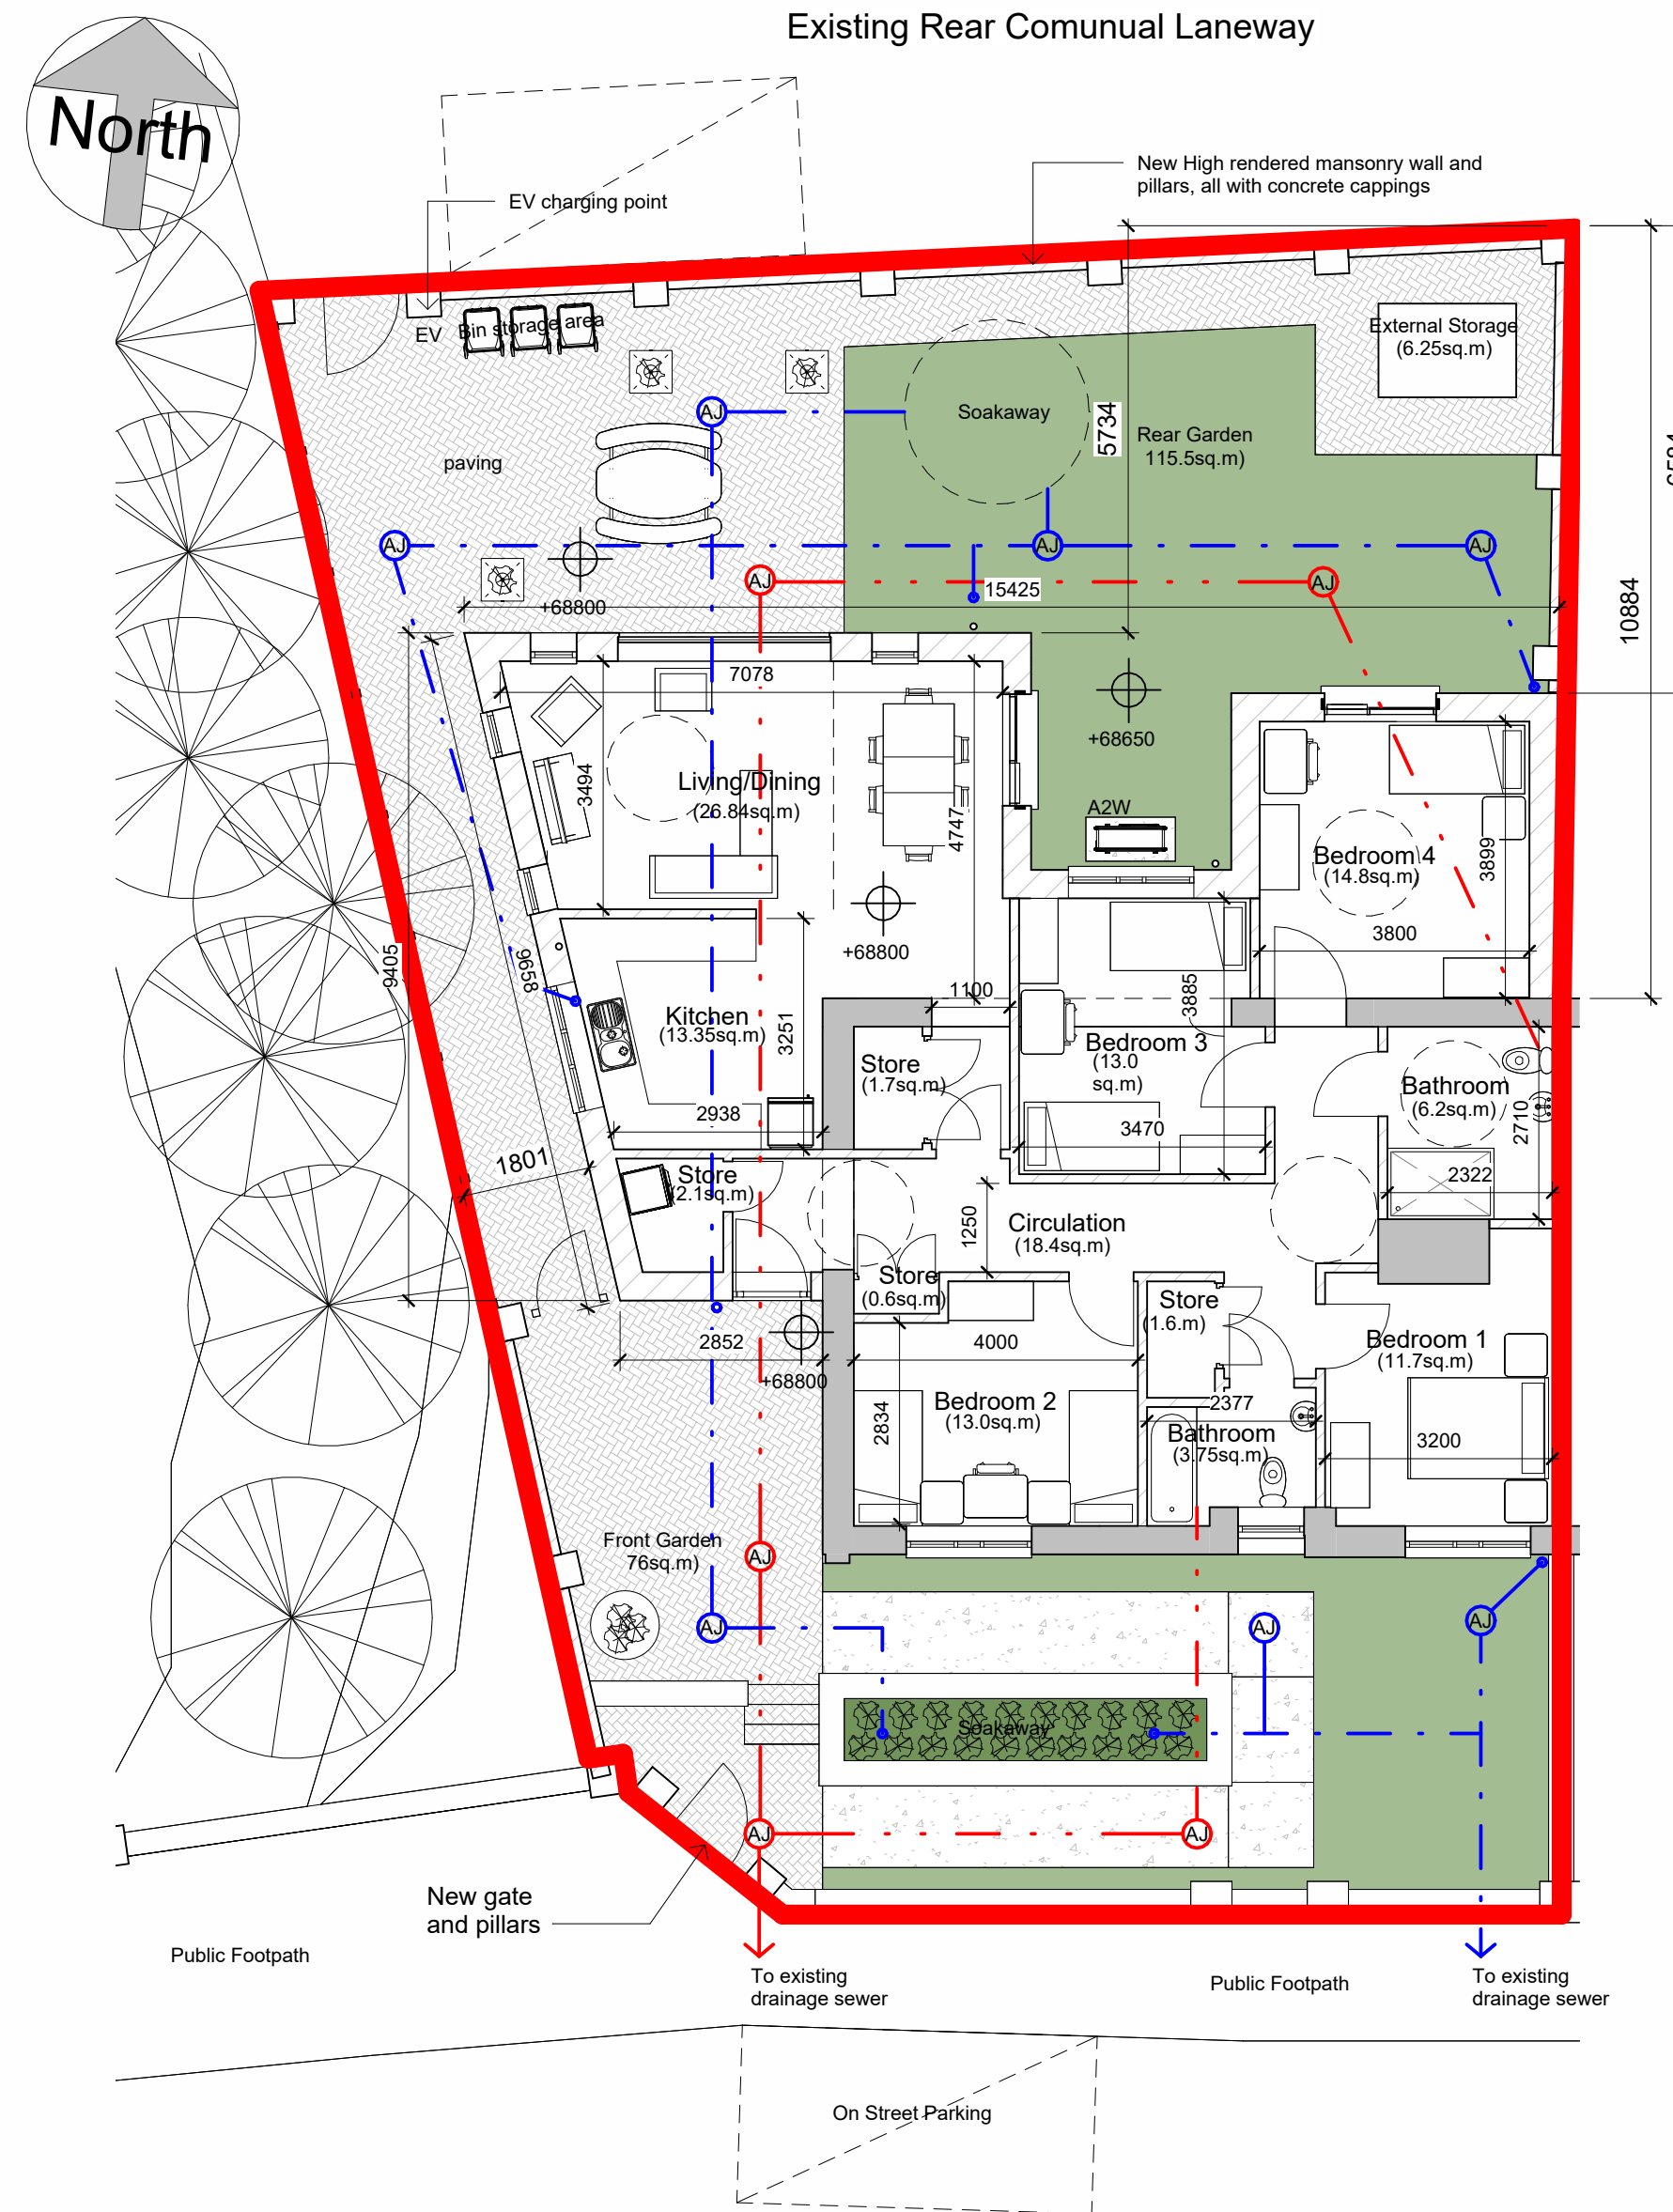 Existing Rear Comunual Laneway
North
New High rendered mansonry wall and
pillars, all with concrete cappings
EV charging point
EV
Bin storage area
External Storage
(6.25sq.m)
Soakaway
5734
Rear Garden
115.5sq.m)
paving
AJ
AJ
AJ
AJ
AJ
AJ
15425
+68800
10884
7078
+68650
3494
Living/Dining
(26.84sq.m)
4747
A2W
Bedroom 4
(14.8sq.m)
3899
3800
+68800
9405
9658
1100
3885
Kitchen
(13.35sq.m)
3251
Store
(1.7sq.m)
Bedroom 3
(13.0
sq.m)
Bathroom
(6.2sq.m)
2710
2938
3470
1801
Store
(2.1sq.m)
2322
1250
Circulation
(18.4sq.m)
Store
(0.6sq.m)
Store
(1.6.m)
2852
4000
Bedroom 1
(11.7sq.m)
+68800
Bedroom 2
(13.0sq.m)
2834
2377
Bathroom
(3.75sq.m)
3200
Front Garden
76sq.m)
AJ
AJ
AJ
AJ
Soakaway
AJ
AJ
New gate
and pillars
Public Footpath
To existing
drainage sewer
Public Footpath
To existing
drainage sewer
On Street Parking